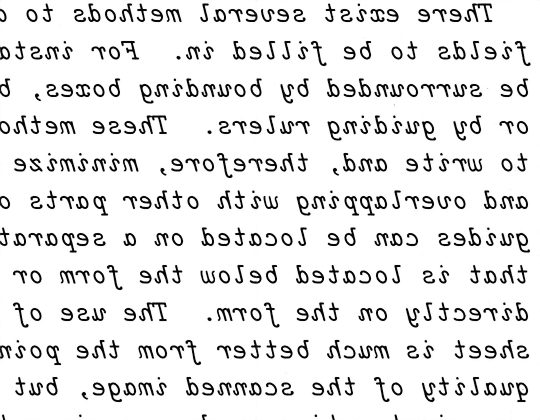 There exist several methods to d
fields to be filled in. For insta
be surrounded by bounding boxes, b
or by guiding rulers. These metho
to write and, therefore, minimize
and overlapping with other parts o
guides can be located on a separat
that is located below the form or
directly on the form. The use of
sheet is much better from the poin
quality of the scanned image, but